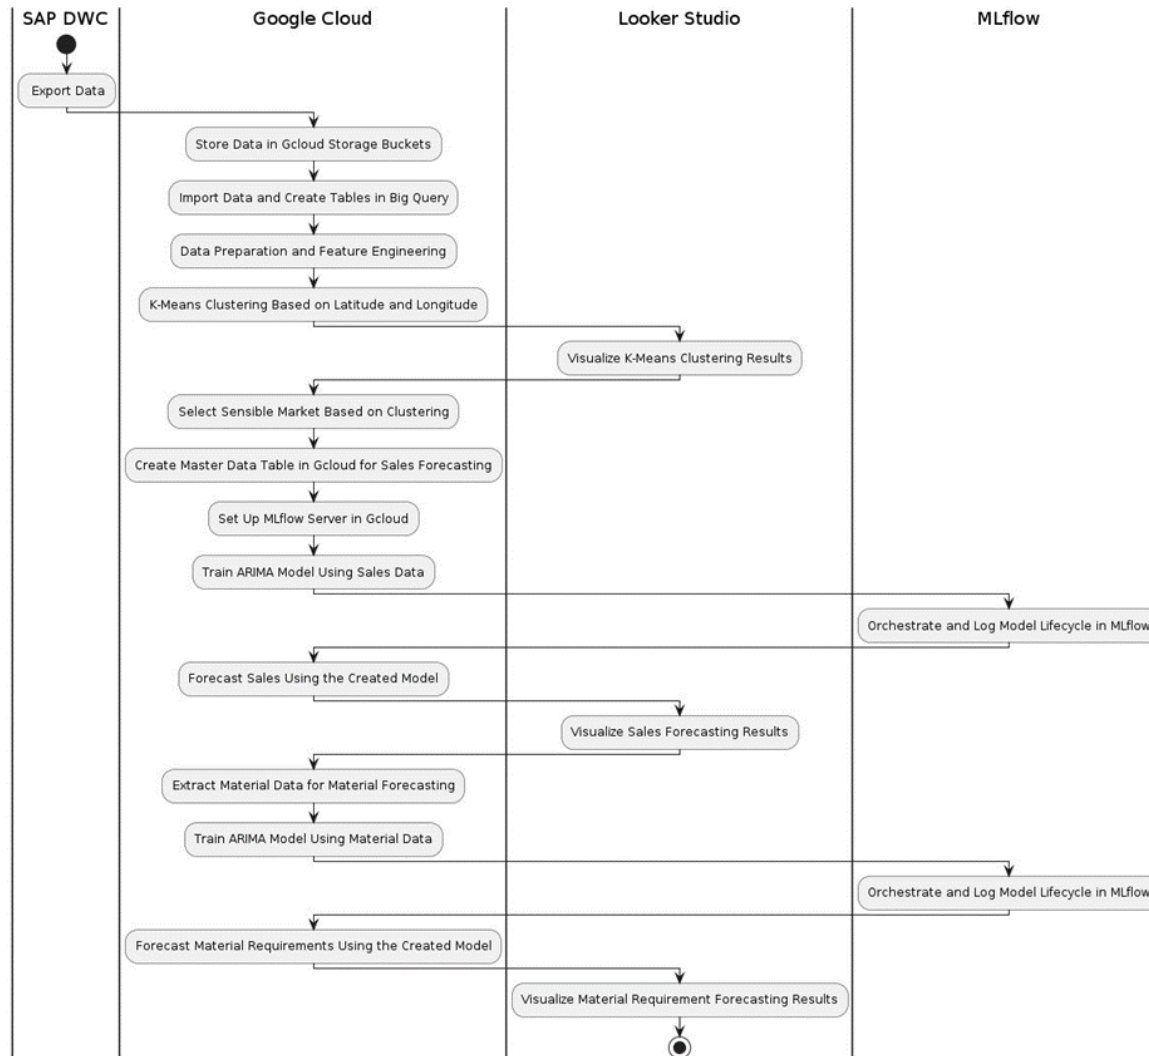 SAP DWC
Google Cloud
Looker Studio
MLflow
Export Data
Store Data in Gcloud Storage Buckets
Import Data and Create Tables in Big Query
Data Preparation and Feature Engineering
K-Means Clustering Based on Latitude and Longitude
Visualize K-Means Clustering Results
Select Sensible Market Based on Clustering
Create Master Data Table in Gcloud for Sales Forecasting
Set Up MLflow Server in Gcloud
Train ARIMA Model Using Sales Data
Orchestrate and Log Model Lifecycle in MLflow
Forecast Sales Using the Created Model
Visualize Sales Forecasting Results
Extract Material Data for Material Forecasting
Train ARIMA Model Using Material Data
Orchestrate and Log Model Lifecycle in MLflow
Forecast Material Requirements Using the Created Model
Visualize Material Requirement Forecasting Results